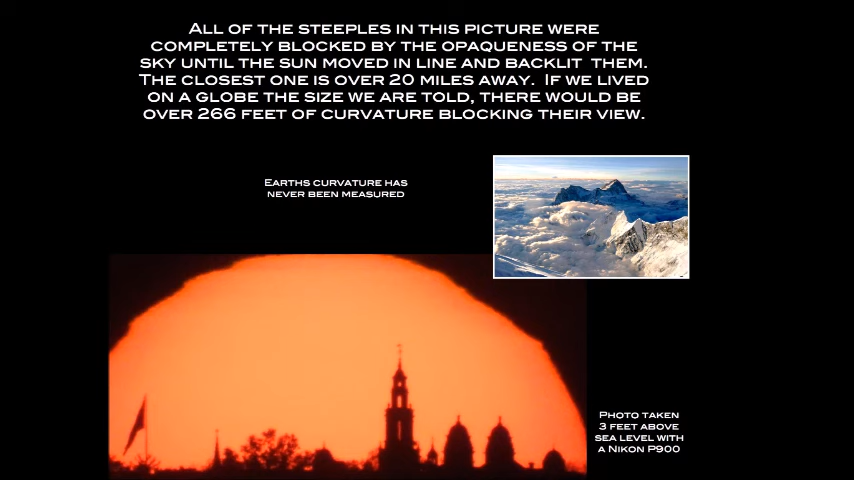 All of the steeples in this picture were
completely blocked by the opaqueness of the
sky until the sun moved in line and backlit them.
The closest one is over 20 miles away. If we lived
on a globe the size we are told, there would be
over 266 feet of curvature blocking their view.
Earths curvature has
never been measured
Photo taken
3 feet above
sea level with
a Nikon P900